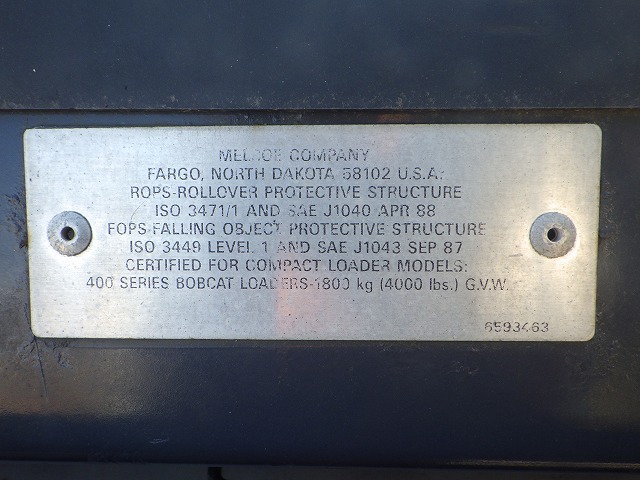 MELROE COMPANY
FARGO, NORTH DAKOTA 58102 U.S.A.
ROPS-ROLLOVER PROTECTIVE STRUCTURE
ISO 3471/1 AND SAE J1040 APR 88
FOPS-FALLING OBJECT PROTECTIVE STRUCTURE
ISO 3449 LEVEL 1 AND SAE J1043 SEP 87
CERTIFIED FOR COMPACT LOADER MODELS:
400 SERIES BOBCAT LOADERS-1800 kg (4000 lbs.) G.V.W.
6593463